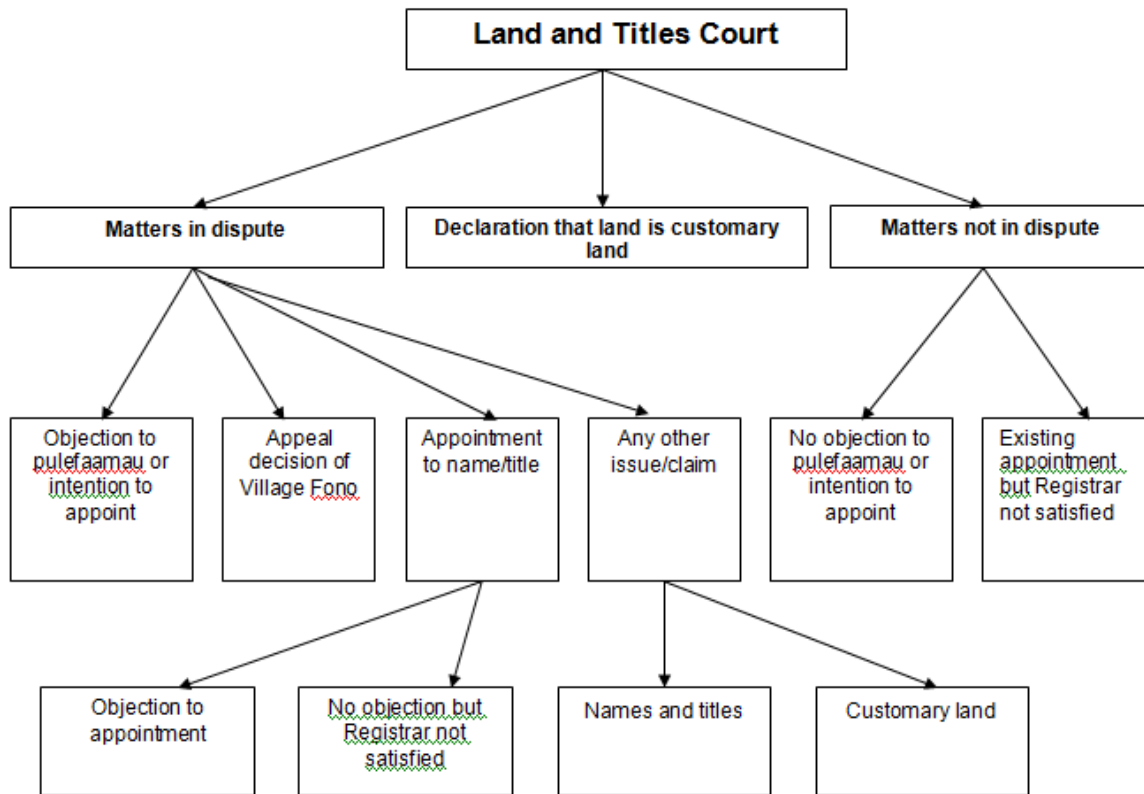 Land and Titles Court
Matters in dispute
Declaration that land is customary
land
Matters not in dispute
Objection to
pulefaamau or
intention to
appoint
Appeal
decision of
Village Fono
Appointment
to name/title
Any other
issue/claim
No objection to
pulefaamau or
intention to
appoint
Existing
appointment
but Registrar
not satisfied
Objection to
appointment
No objection but
Registrar not
satisfied
Names and titles
Customary land